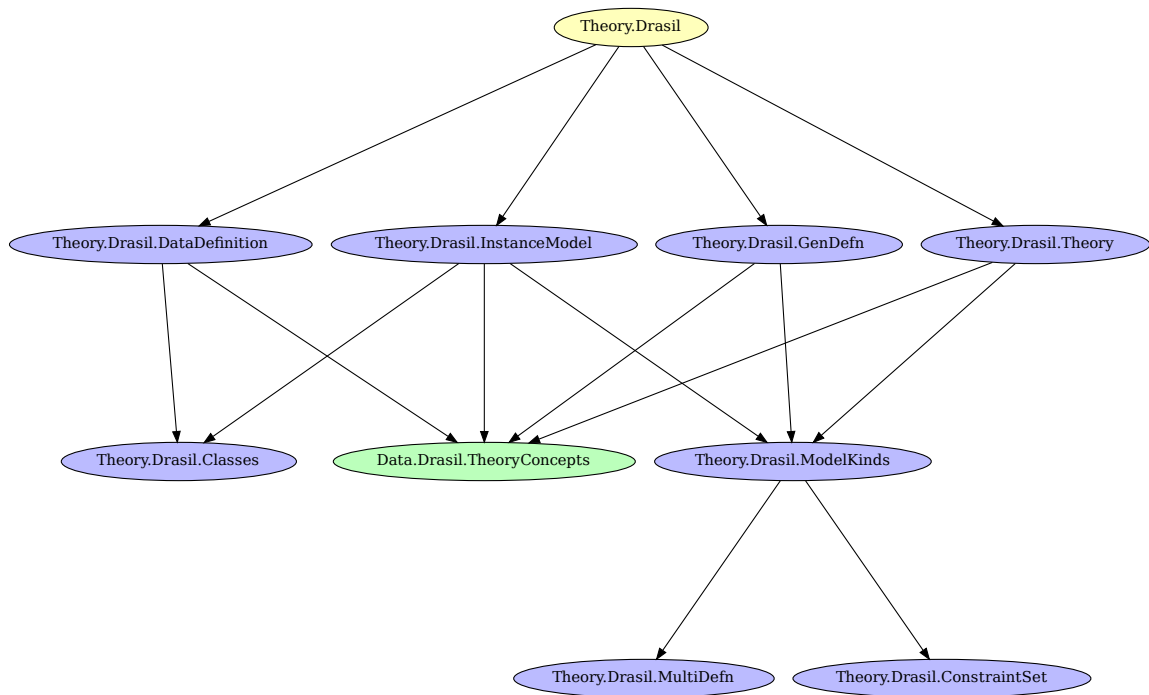 Theory.Drasil
Theory.Drasil.DataDefinition
Theory.Drasil.InstanceModel
Theory.Drasil.GenDefn
Theory.Drasil.Theory
Theory.Drasil.Classes
Data.Drasil.TheoryConcepts
Theory.Drasil.ModelKinds
Theory.Drasil.MultiDefn
Theory.Drasil.ConstraintSet